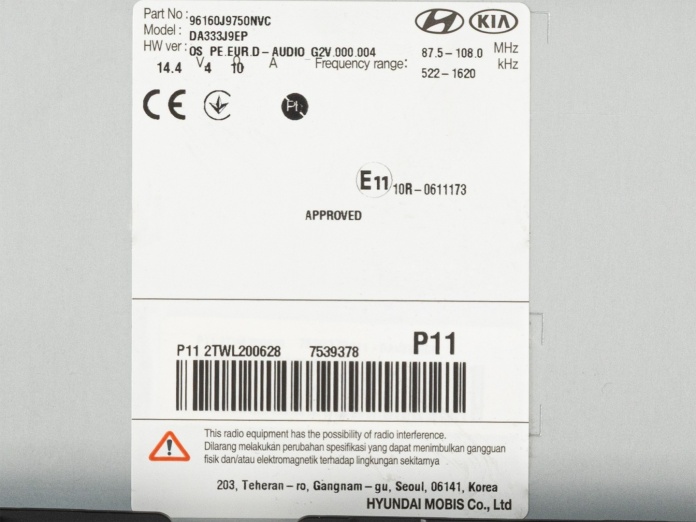 Part No : 96160J9750NVC
Model : DA333J9EP
HW ver : OS_PE.EUR.D-AUDIO_G2V.000.004
14.4 V 4 Ω 10 A Frequency range: 87.5-108.0 MHz
522-1620 kHz
HYUNDAI KIA
CE
E11 10R-0611173
APPROVED
P11 2TWL200628 7539378 P11
This radio equipment has the possibility of radio interference.
Dilarang melakukan perubahan spesifikasi yang dapat menimbulkan gangguan
fisik dan/atau elektromagnetik terhadap lingkungan sekitarnya
203, Teheran-ro, Gangnam-gu, Seoul, 06141, Korea
HYUNDAI MOBIS Co., Ltd